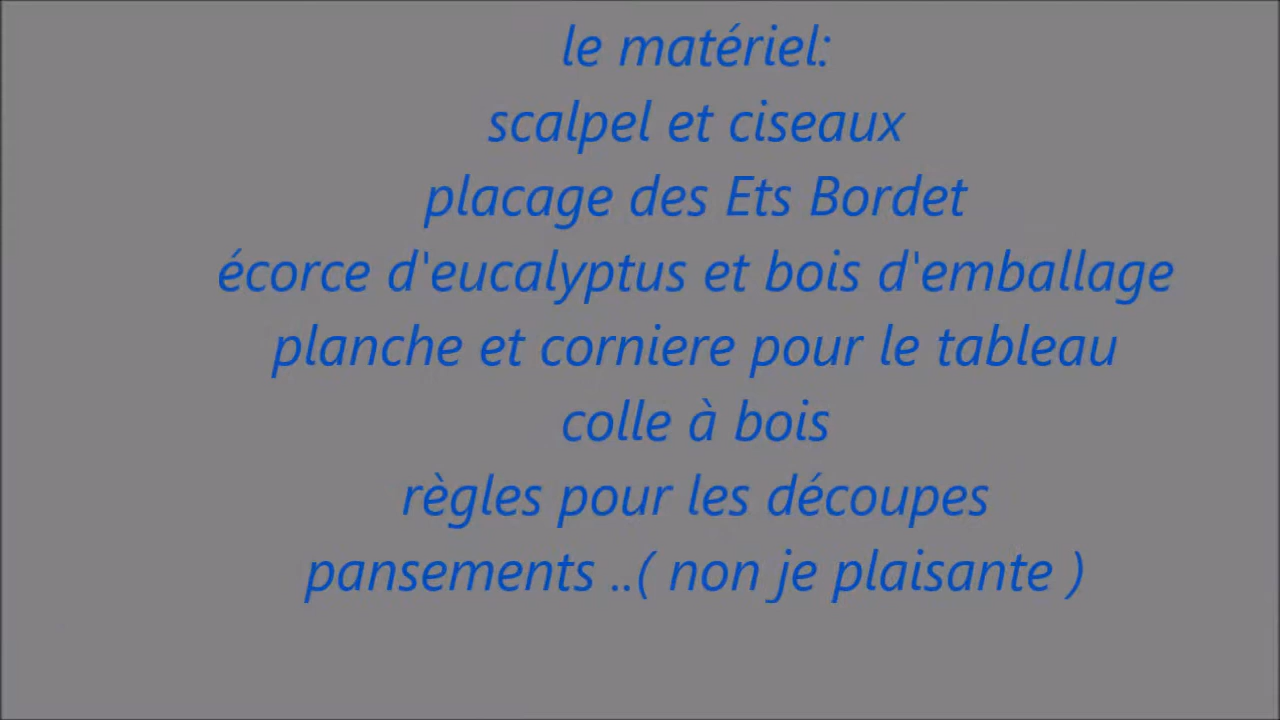 le matériel:
scalpel et ciseaux
placage des Ets Bordet
écorce d'eucalyptus et bois d'emballage
planche et corniere pour le tableau
colle à bois
règles pour les découpes
pansements ..( non je plaisante )